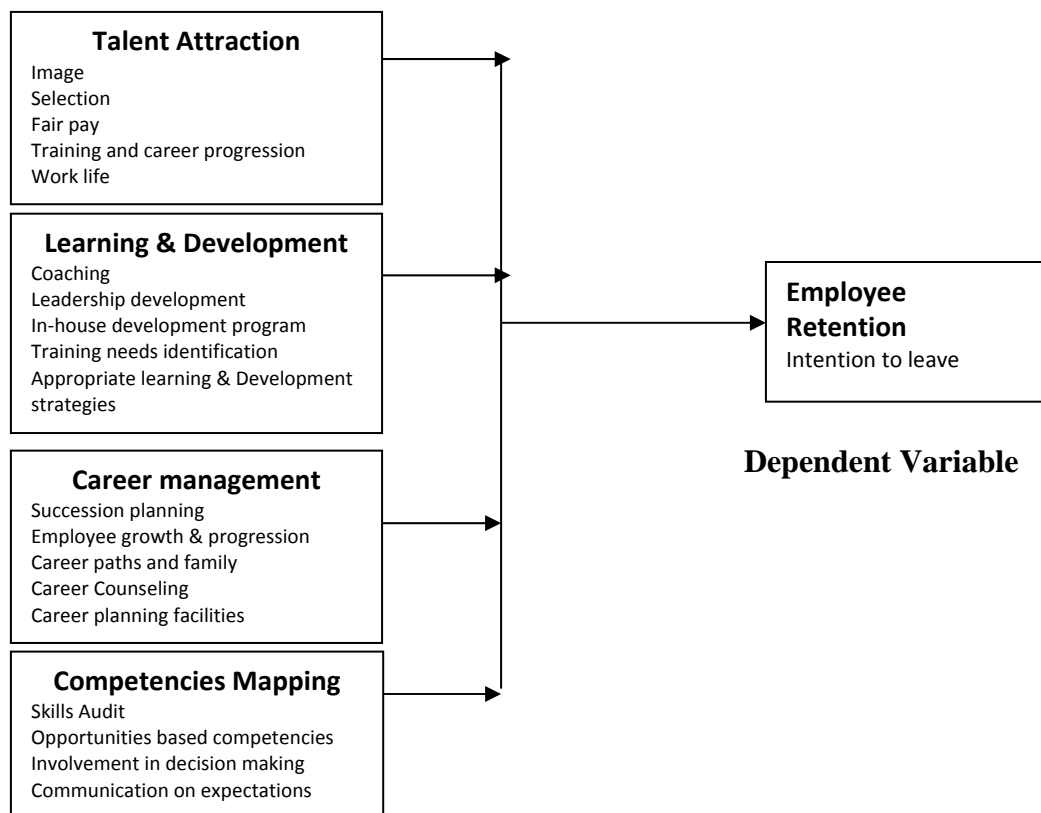 Talent Attraction
Image
Selection
Fair pay
Training and career progression
Work life
Learning & Development
Coaching
Leadership development
In-house development program
Training needs identification
Appropriate learning & Development
strategies
Career management
Succession planning
Employee growth & progression
Career paths and family
Career Counseling
Career planning facilities
Competencies Mapping
Skills Audit
Opportunities based competencies
Involvement in decision making
Communication on expectations
Employee
Retention
Intention to leave
Dependent Variable